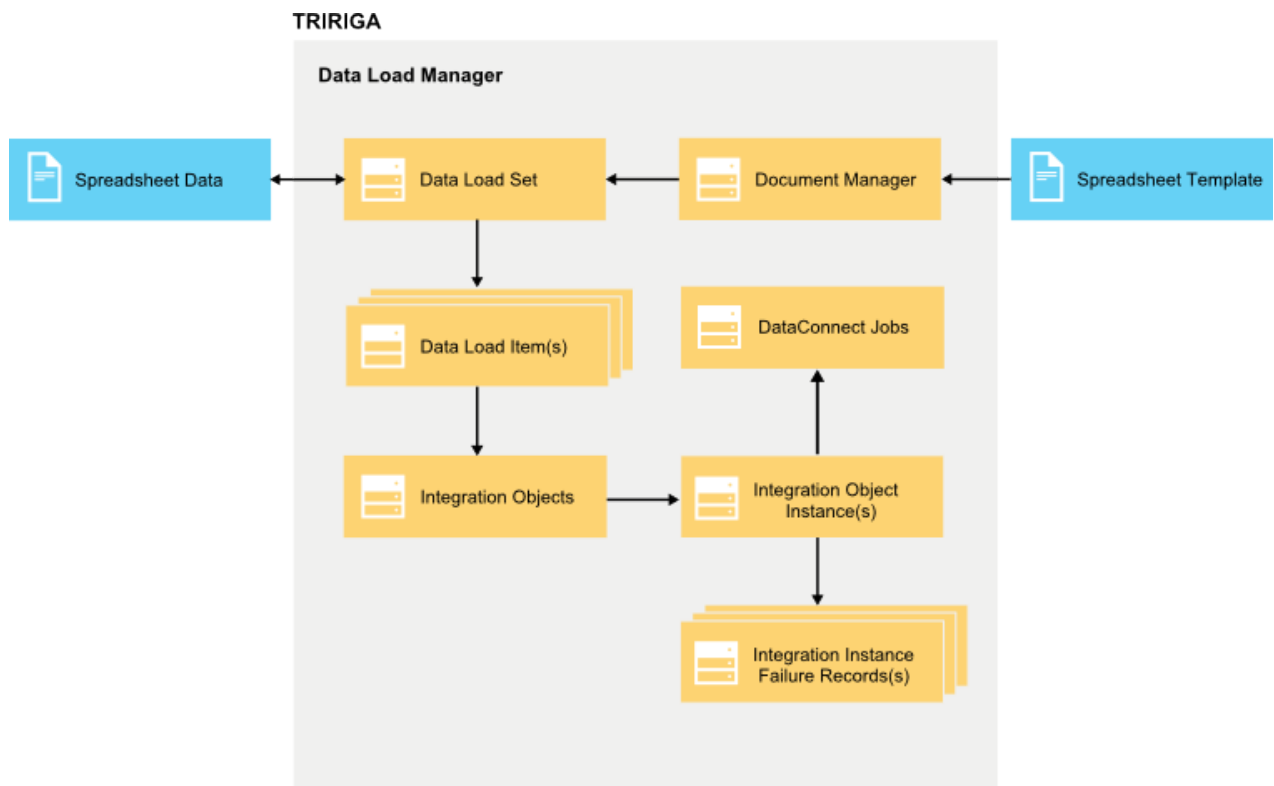 TRIRIGA
Data Load Manager
Spreadsheet Data
Data Load Set
Document Manager
Spreadsheet Template
Data Load Item(s)
DataConnect Jobs
Integration Objects
Integration Object
Instance(s)
Integration Instance
Failure Records(s)